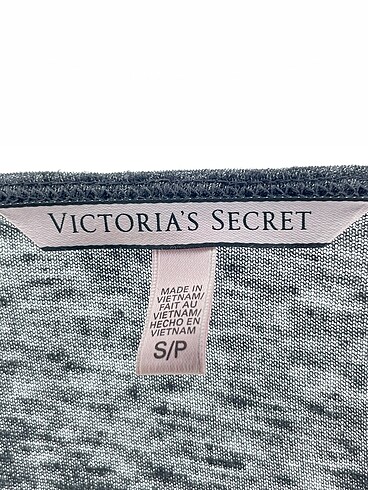 VICTORIA'S SECRET
MADE IN
VIETNAM/
FAIT AU
VIETNAM/
HECHO EN
VIETNAM
S/P